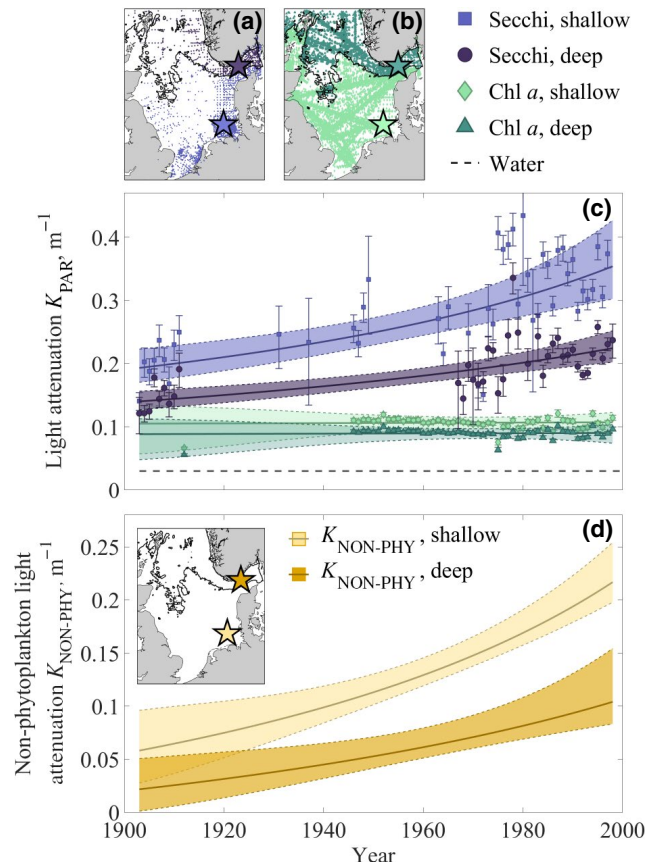 (a)
(b)
Secchi, shallow
Secchi, deep
Chl a, shallow
Chl a, deep
Water
(c)
Light attenuation K_PAR, m⁻¹
0.4
0.3
0.2
0.1
0
(d)
K_NON-PHY, shallow
K_NON-PHY, deep
Non-phytoplankton light
attenuation K_NON-PHY, m⁻¹
0.25
0.2
0.15
0.1
0.05
0
1900 1920 1940 1960 1980 2000
Year